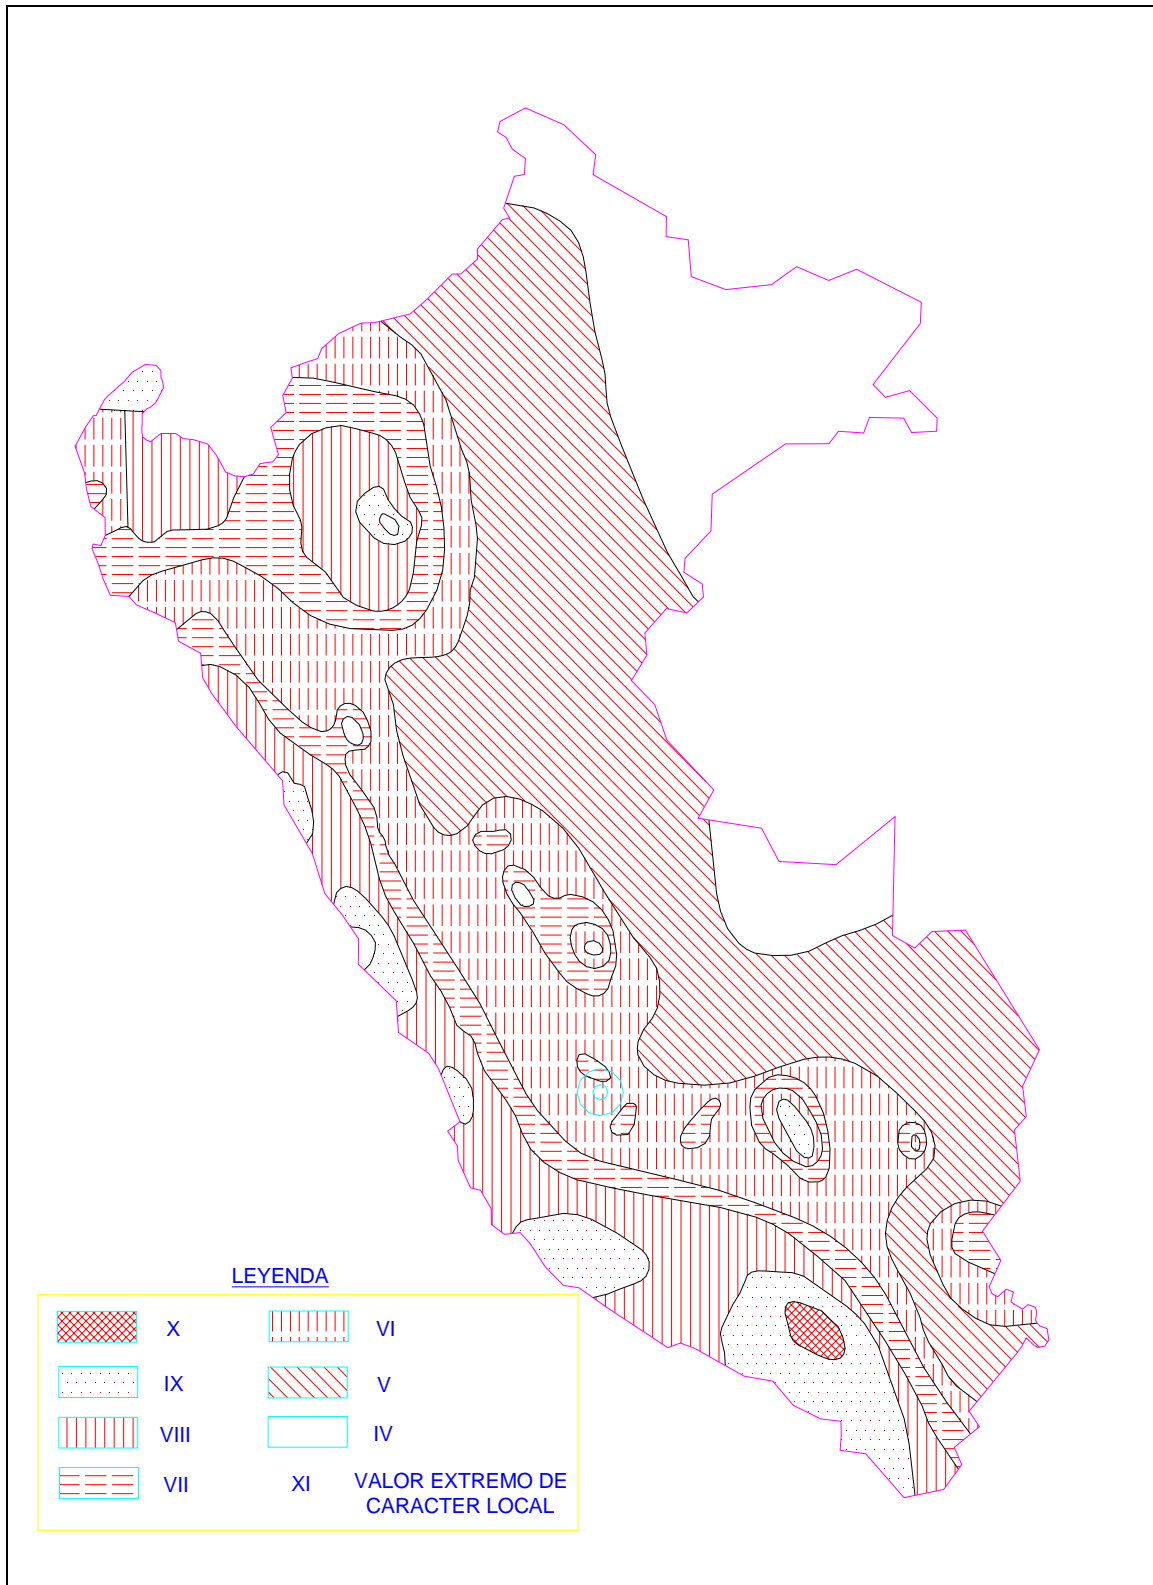 LEYENDA
X VI
IX V
VIII IV
VII XI VALOR EXTREMO DE
CARACTER LOCAL